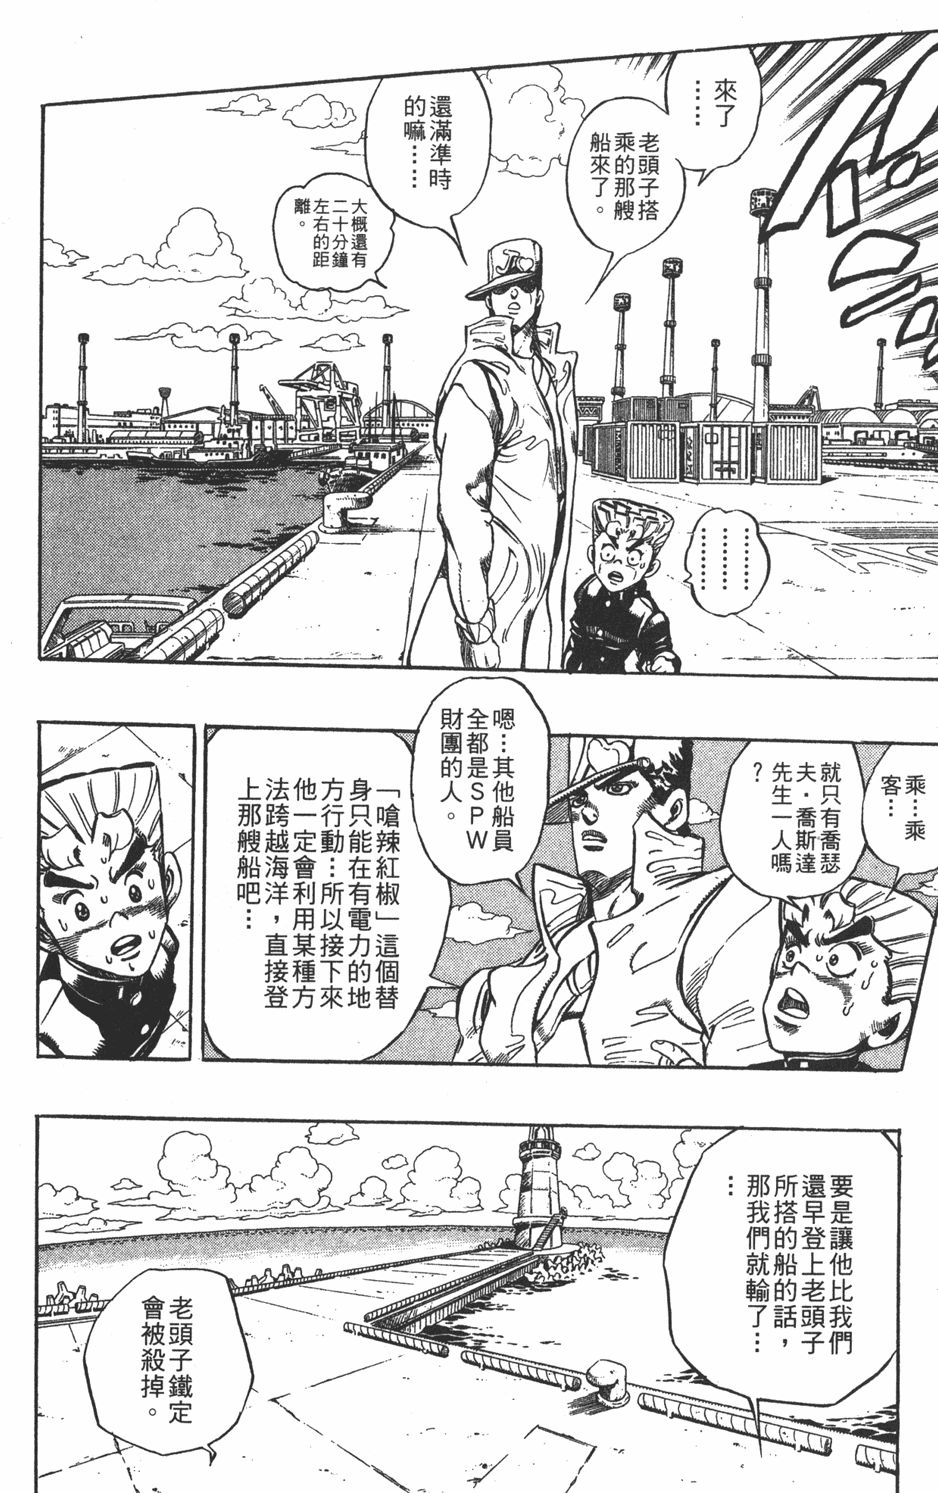 來了
……
老頭子搭
乘的那艘
船來了。
還滿準時
的嘛……
大概還有
二十分鐘
左右的距
離。
…………
…………
乘…乘
客…
就只有喬瑟
夫·喬斯達
先生一人嗎
?
嗯…其他船員
全都是SPW
財團的人。
「嗆辣紅椒」這個替
身只能在有電力的地
方行動…所以接下來
他一定會利用某種方
法跨越海洋，直接登
上那艘船吧…
要是讓他比我們
還早登上老頭子
所搭的船的話，
那我們就輸了…
…
老頭子鐵定
會被殺掉。